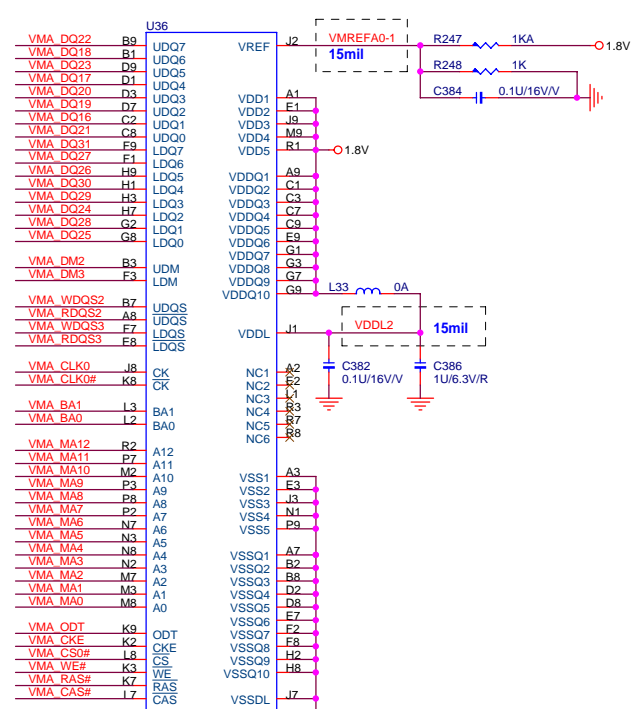 U36
VMA_DQ22 B9 UDQ7
VMA_DQ18 B1 UDQ6
VMA_DQ23 D9 UDQ5
VMA_DQ17 D1 UDQ4
VMA_DQ20 D3 UDQ3
VMA_DQ19 D7 UDQ2
VMA_DQ16 C2 UDQ1
VMA_DQ21 C8 UDQ0
VMA_DQ31 F9 LDQ7
VMA_DQ27 F1 LDQ6
VMA_DQ26 H9 LDQ5
VMA_DQ30 H1 LDQ4
VMA_DQ29 H3 LDQ3
VMA_DQ24 H7 LDQ2
VMA_DQ28 G2 LDQ1
VMA_DQ25 G8 LDQ0
VMA_DM2 B3 UDM
VMA_DM3 F3 LDM
VMA_WDQS2 B7 UDQS
VMA_RDQS2 A8 UDQS
VMA_WDQS3 F7 LDQS
VMA_RDQS3 E8 LDQS
VMA_CLK0 J8 CK
VMA_CLK0# K8 CK
VMA_BA1 L3 BA1
VMA_BA0 L2 BA0
VMA_MA12 R2 A12
VMA_MA11 P7 A11
VMA_MA10 M2 A10
VMA_MA9 P3 A9
VMA_MA8 P8 A8
VMA_MA7 P2 A7
VMA_MA6 N7 A6
VMA_MA5 N3 A5
VMA_MA4 N8 A4
VMA_MA3 N2 A3
VMA_MA2 M7 A2
VMA_MA1 M3 A1
VMA_MA0 M8 A0
VMA_ODT K9 ODT
VMA_CKE K2 CKE
VMA_CS0# L8 CS
VMA_WE# K3 WE
VMA_RAS# K7 RAS
VMA_CAS# L7 CAS
VREF J2 VMREFA0-1
15mil
R247 1KA 1.8V
R248 1K
C384 0.1U/16V/V
VDD1 A1
VDD2 E1
VDD3 J9
VDD4 M9
VDD5 R1 1.8V
VDDQ1 A9
VDDQ2 C1
VDDQ3 C3
VDDQ4 C7
VDDQ5 C9
VDDQ6 E9
VDDQ7 G1
VDDQ8 G3
VDDQ9 G7
VDDQ10 G9 L33 0A
VDDL J1 VDDL2 15mil
C382
0.1U/16V/V
C386
1U/6.3V/R
NC1 A2
NC2 E2
NC3 L1
NC4 R3
NC5 R7
NC6 R8
VSS1 A3
VSS2 E3
VSS3 J3
VSS4 N1
VSS5 P9
VSSQ1 A7
VSSQ2 B2
VSSQ3 B8
VSSQ4 D2
VSSQ5 D8
VSSQ6 E7
VSSQ7 F2
VSSQ8 F8
VSSQ9 H2
VSSQ10 H8
VSSDL J7